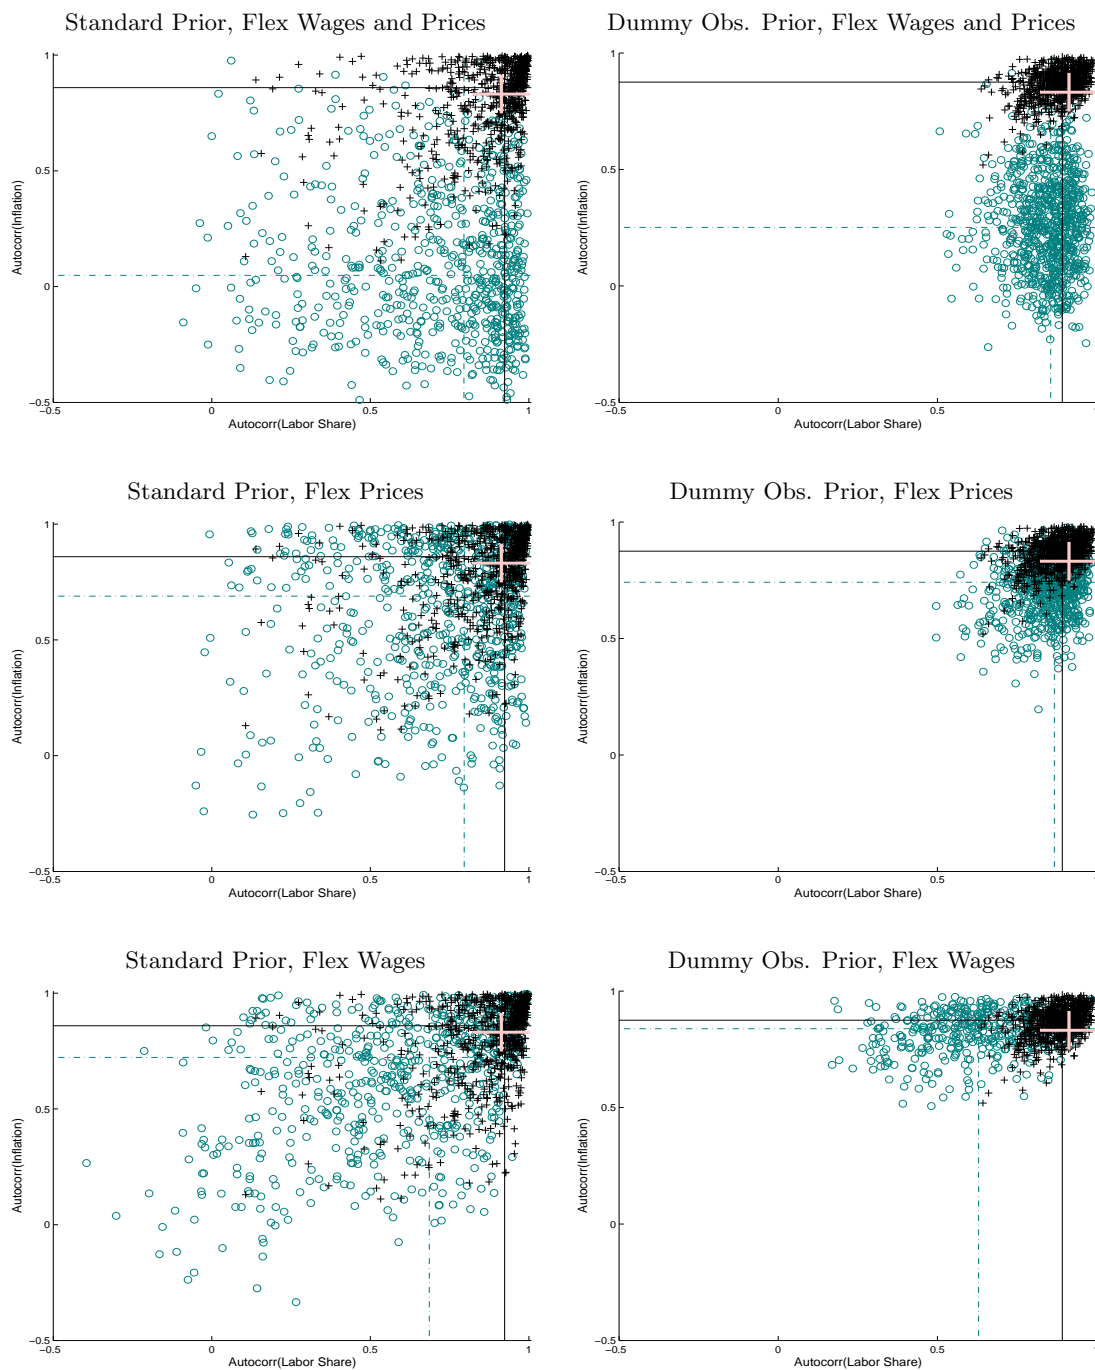 Standard Prior, Flex Wages and Prices
1
0.5
0
−0.5
−0.5
0
0.5
1
Autocorr(Inflation)
Autocorr(Labor Share)
Dummy Obs. Prior, Flex Wages and Prices
1
0.5
0
−0.5
−0.5
0
0.5
1
Autocorr(Inflation)
Autocorr(Labor Share)
Standard Prior, Flex Prices
1
0.5
0
−0.5
−0.5
0
0.5
1
Autocorr(Inflation)
Autocorr(Labor Share)
Dummy Obs. Prior, Flex Prices
1
0.5
0
−0.5
−0.5
0
0.5
1
Autocorr(Inflation)
Autocorr(Labor Share)
Standard Prior, Flex Wages
1
0.5
0
−0.5
−0.5
0
0.5
1
Autocorr(Inflation)
Autocorr(Labor Share)
Dummy Obs. Prior, Flex Wages
1
0.5
0
−0.5
−0.5
0
0.5
1
Autocorr(Inflation)
Autocorr(Labor Share)